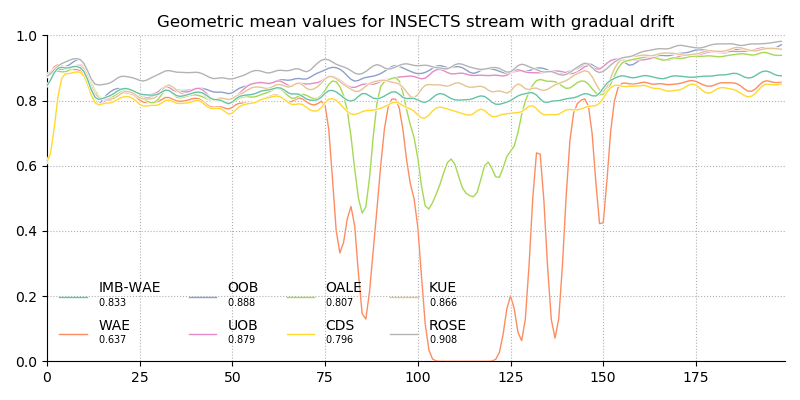 Geometric mean values for INSECTS stream with gradual drift
1.0
0.8
0.6
0.4
0.2
0.0
IMB-WAE OOB OALE KUE
0.833 0.888 0.807 0.866
WAE UOB CDS ROSE
0.637 0.879 0.796 0.908
0 25 50 75 100 125 150 175